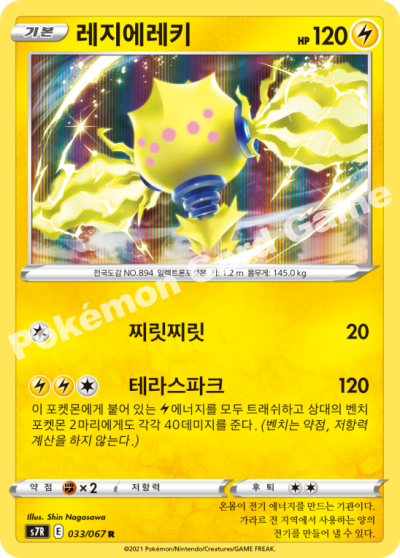 기본 레지에레키 HP 120
Pokémon Card Game
전국도감 NO.894 일렉트론포켓몬 키: 1.2 m 몸무게: 145.0 kg
찌릿찌릿 20
테라스파크 120
이 포켓몬에게 붙어 있는 에너지를 모두 트래쉬하고 상대의 벤치
포켓몬 2마리에게도 각각 40데미지를 준다. (벤치는 약점, 저항력
계산을 하지 않는다.)
약점 ×2 저항력 후퇴
Illus. Shin Nagasawa
s7R E 033/067 R
온몸이 전기 에너지를 만드는 기관이다.
가라르 전 지역에서 사용하는 양의
전기를 만들어 낼 수 있다.
©2021 Pokémon/Nintendo/Creatures/GAME FREAK.